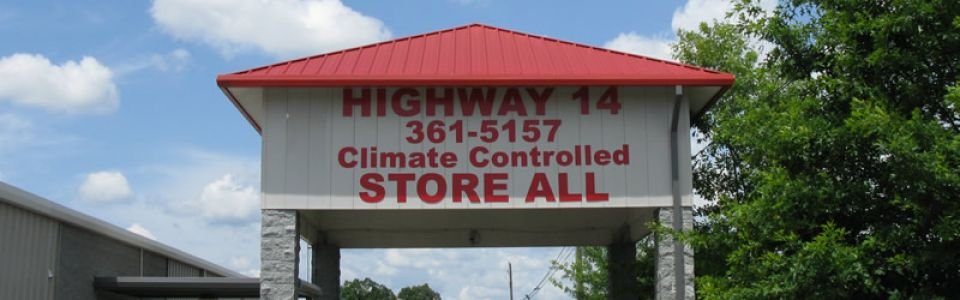 HIGHWAY 14
361-5157
Climate Controlled
STORE ALL